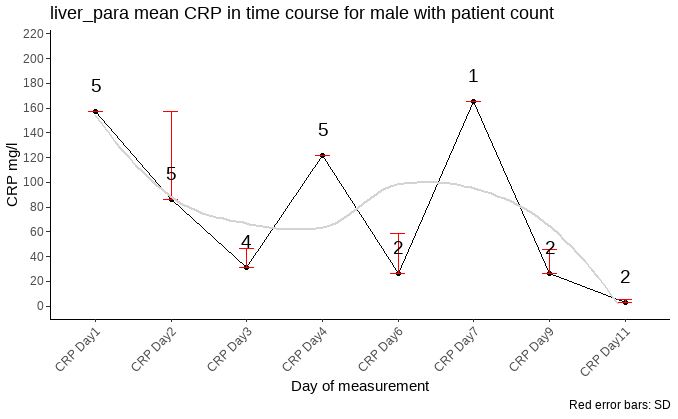 liver_para mean CRP in time course for male with patient count
220
200
180
160
140
120
100
80
60
40
20
0
CRP mg/l
5
5
4
5
2
1
2
2
CRP Day1
CRP Day2
CRP Day3
CRP Day4
CRP Day6
CRP Day7
CRP Day9
CRP Day11
Day of measurement
Red error bars: SD